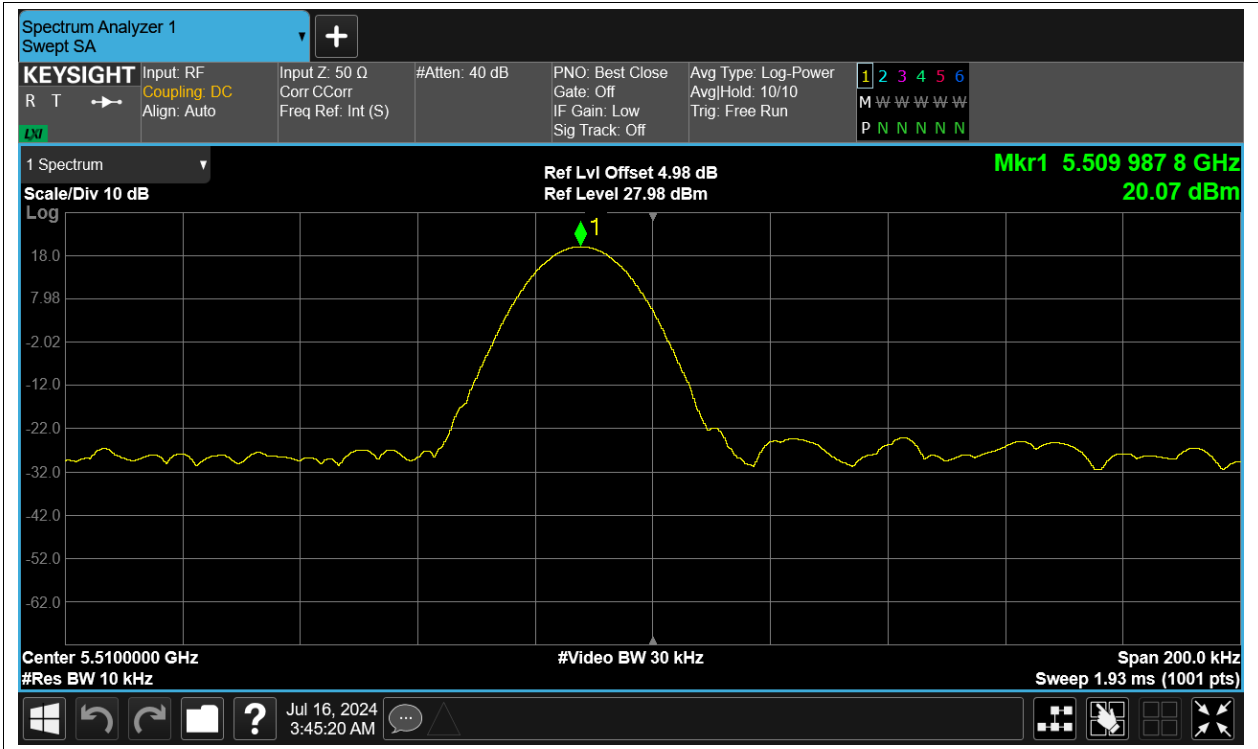 Spectrum Analyzer 1
Swept SA
KEYSIGHT
R T
LXI
Input: RF
Coupling: DC
Align: Auto
Input Z: 50 Ω
Corr CCorr
Freq Ref: Int (S)
#Atten: 40 dB
PNO: Best Close
Gate: Off
IF Gain: Low
Sig Track: Off
Avg Type: Log-Power
Avg|Hold: 10/10
Trig: Free Run
1 2 3 4 5 6
M W W W W W
P N N N N N
1 Spectrum
Scale/Div 10 dB
Ref Lvl Offset 4.98 dB
Ref Level 27.98 dBm
Mkr1 5.509 987 8 GHz
20.07 dBm
Log
1
18.0
7.98
-2.02
-12.0
-22.0
-32.0
-42.0
-52.0
-62.0
Center 5.5100000 GHz
#Video BW 30 kHz
Span 200.0 kHz
#Res BW 10 kHz
Sweep 1.93 ms (1001 pts)
?
Jul 16, 2024
3:45:20 AM